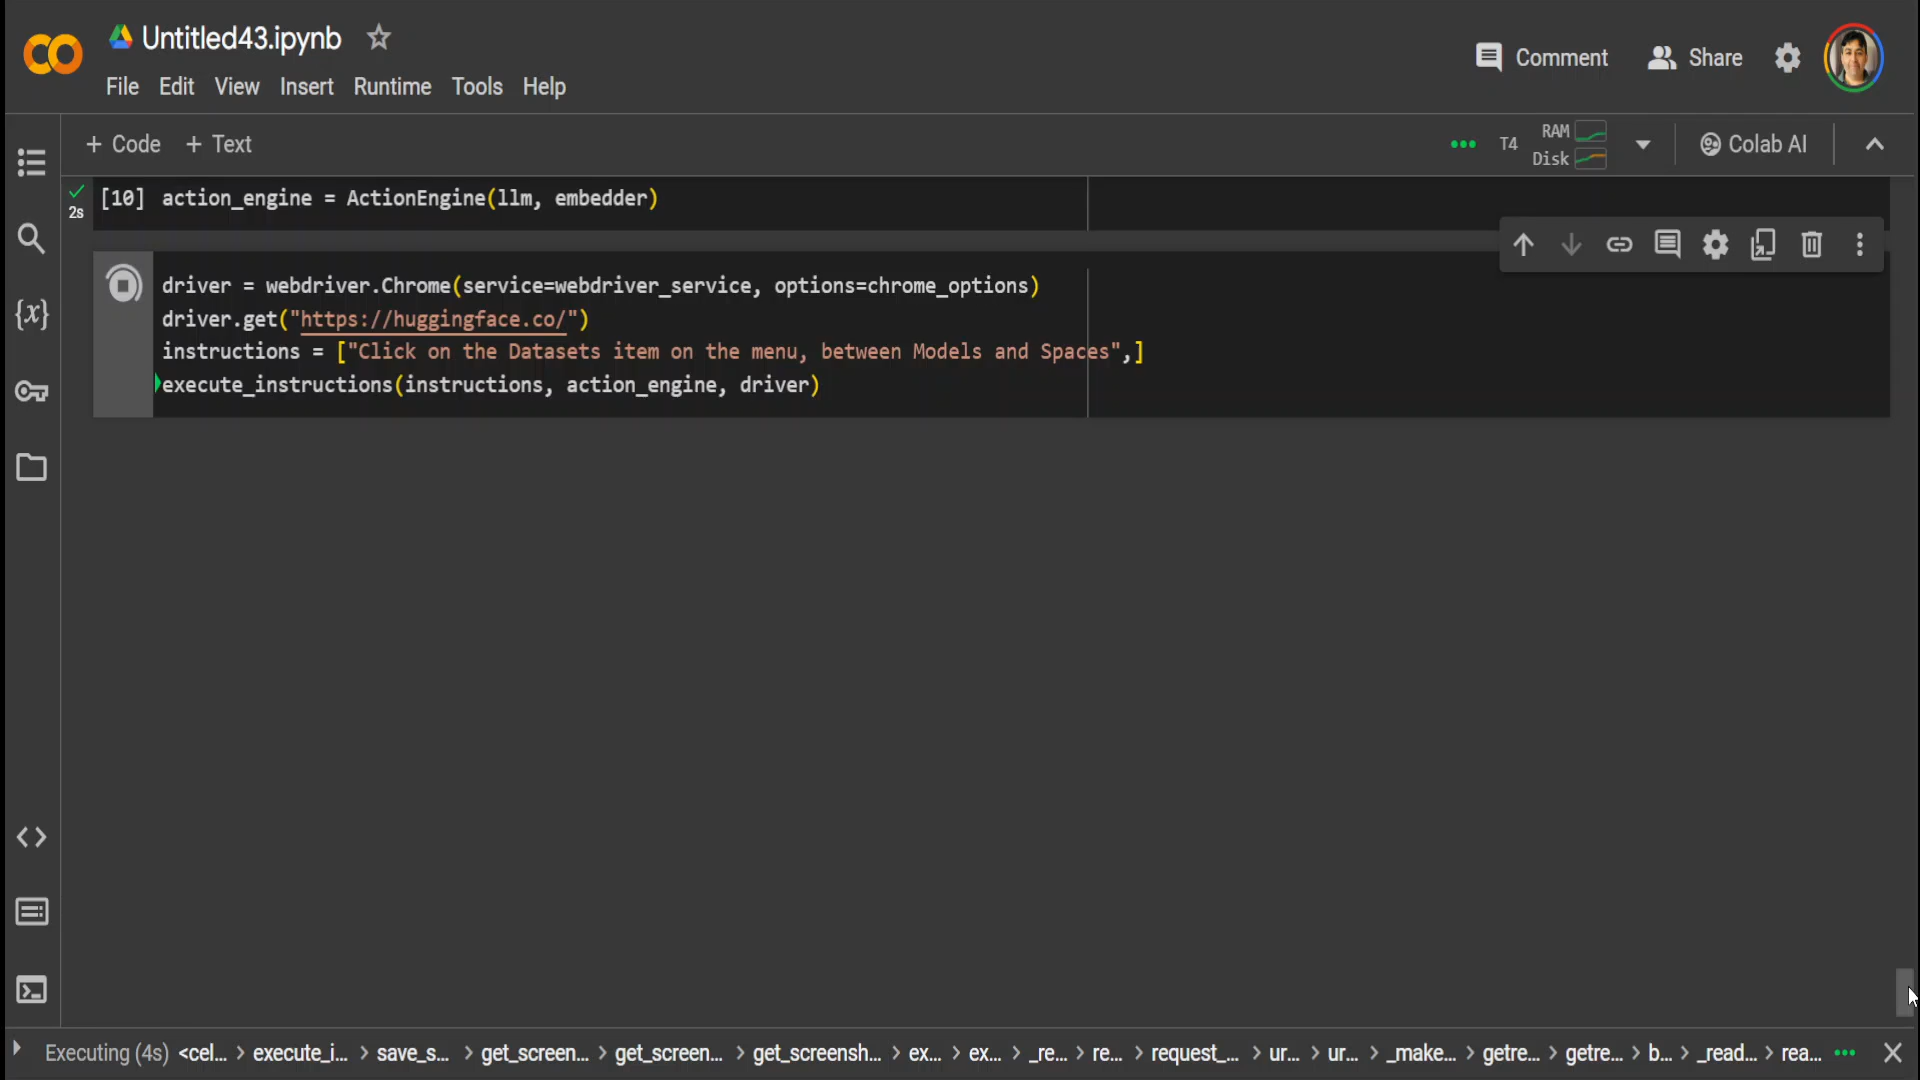 Untitled43.ipynb
Comment
Share
File Edit View Insert Runtime Tools Help
+ Code + Text
T4
RAM
Disk
Colab AI
2s
[10] action_engine = ActionEngine(llm, embedder)
driver = webdriver.Chrome(service=webdriver_service, options=chrome_options)
driver.get("https://huggingface.co/")
instructions = ["Click on the Datasets item on the menu, between Models and Spaces",]
execute_instructions(instructions, action_engine, driver)
{x}
Executing (4s) <cel... > execute_i... > save_s... > get_screen... > get_screen... > get_screensh... > ex... > ex... > _re... > re... > request_... > ur... > ur... > _make... > getre... > getre... > b... > _read... > rea...